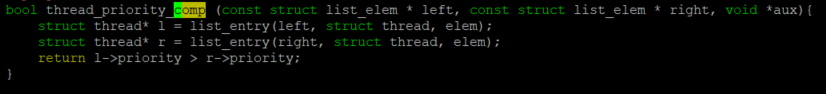 bool thread_priority_comp (const struct list_elem * left, const struct list_elem * right, void *aux){
    struct thread* l = list_entry(left, struct thread, elem);
    struct thread* r = list_entry(right, struct thread, elem);
    return l->priority > r->priority;
}